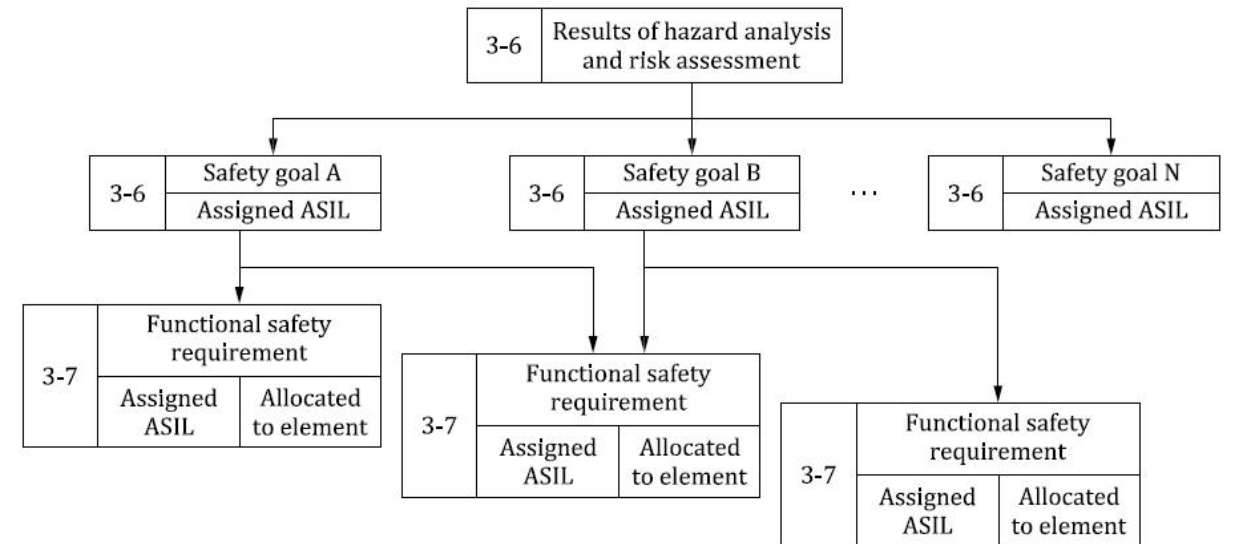 3-6
Results of hazard analysis
and risk assessment
3-6
Safety goal A
Assigned ASIL
3-6
Safety goal B
Assigned ASIL
...
3-6
Safety goal N
Assigned ASIL
3-7
Functional safety
requirement
Assigned
ASIL
Allocated
to element
3-7
Functional safety
requirement
Assigned
ASIL
Allocated
to element
3-7
Functional safety
requirement
Assigned
ASIL
Allocated
to element